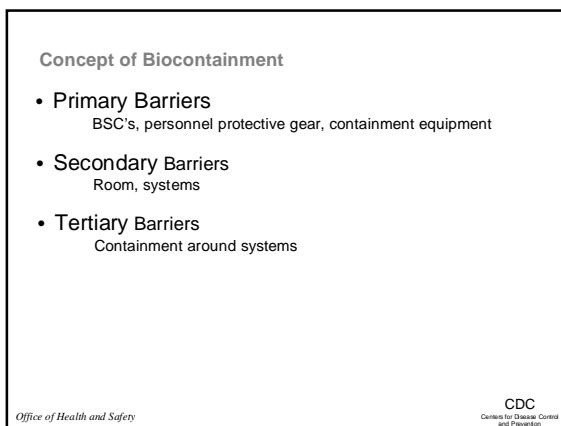 Concept of Biocontainment
• Primary Barriers
BSC's, personnel protective gear, containment equipment
• Secondary Barriers
Room, systems
• Tertiary Barriers
Containment around systems
Office of Health and Safety
CDC
Centers for Disease Control
and Prevention